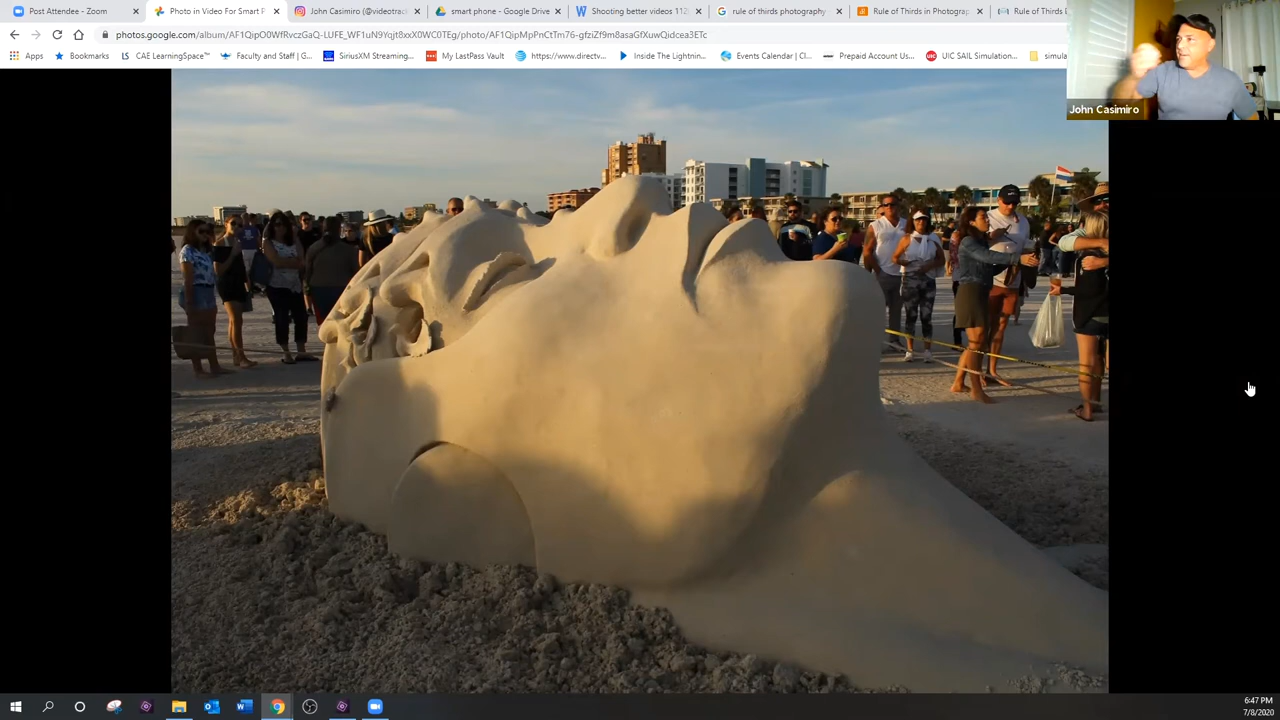 Post Attendee - Zoom
Photo in Video For Smart P
John Casimiro (@videotrac
smart phone - Google Drive
Shooting better videos 112
rule of thirds photography
Rule of Thirds in Photograp
Rule of Thirds D
photos.google.com/album/AF1QipO0WfRvczGaQ-LUFE_WF1uN9Yqjt8xxX0WC0TEg/photo/AF1QipMpPnCtTm76-gfziZf9m8asaGfXuwQidcea3ETc
Apps
Bookmarks
CAE LearningSpace™
Faculty and Staff | G...
SiriusXM Streaming...
My LastPass Vault
https://www.directv...
Inside The Lightnin...
Events Calendar | Cl...
Prepaid Account Us...
UIC SAIL Simulation...
simula
John Casimiro
6:47 PM
7/8/2020